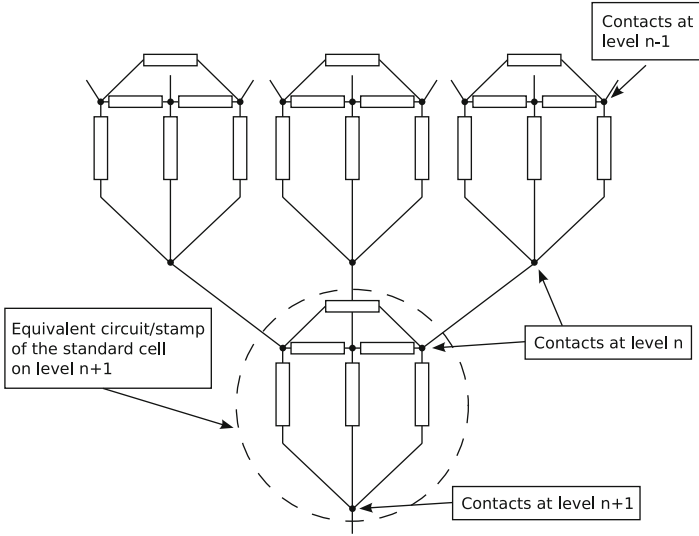 Contacts at
level n-1
Equivalent circuit/stamp
of the standard cell
on level n+1
Contacts at level n
Contacts at level n+1